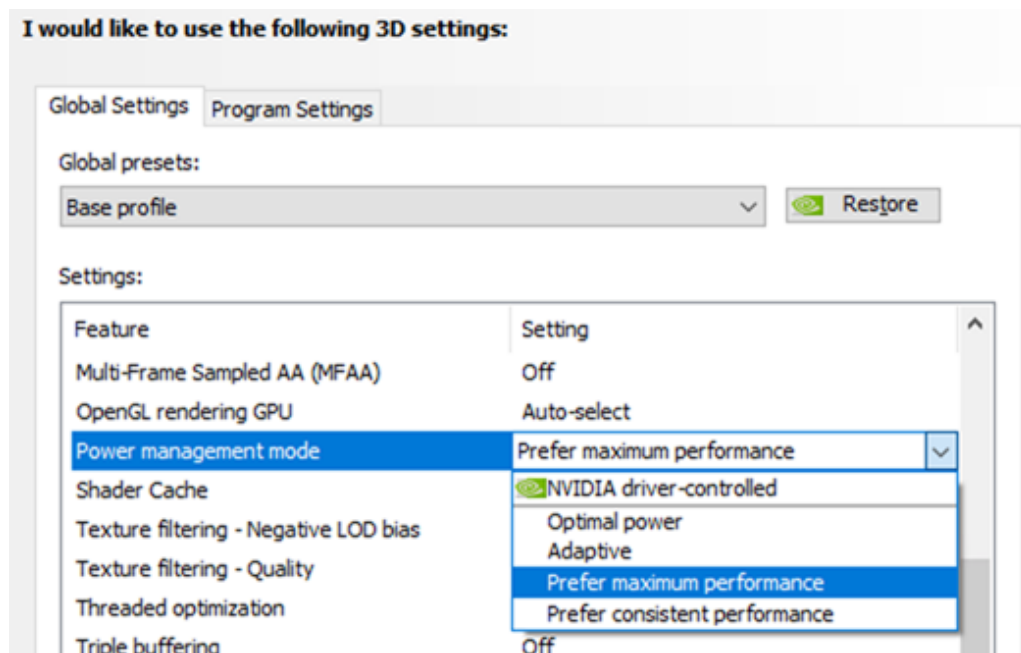 I would like to use the following 3D settings:
Global Settings Program Settings
Global presets:
Base profile Restore
Settings:
Feature Setting
Multi-Frame Sampled AA (MFAA) Off
OpenGL rendering GPU Auto-select
Power management mode Prefer maximum performance
Shader Cache NVIDIA driver-controlled
Texture filtering - Negative LOD bias Optimal power
Adaptive
Texture filtering - Quality Prefer maximum performance
Threaded optimization Prefer consistent performance
Triple buffering Off